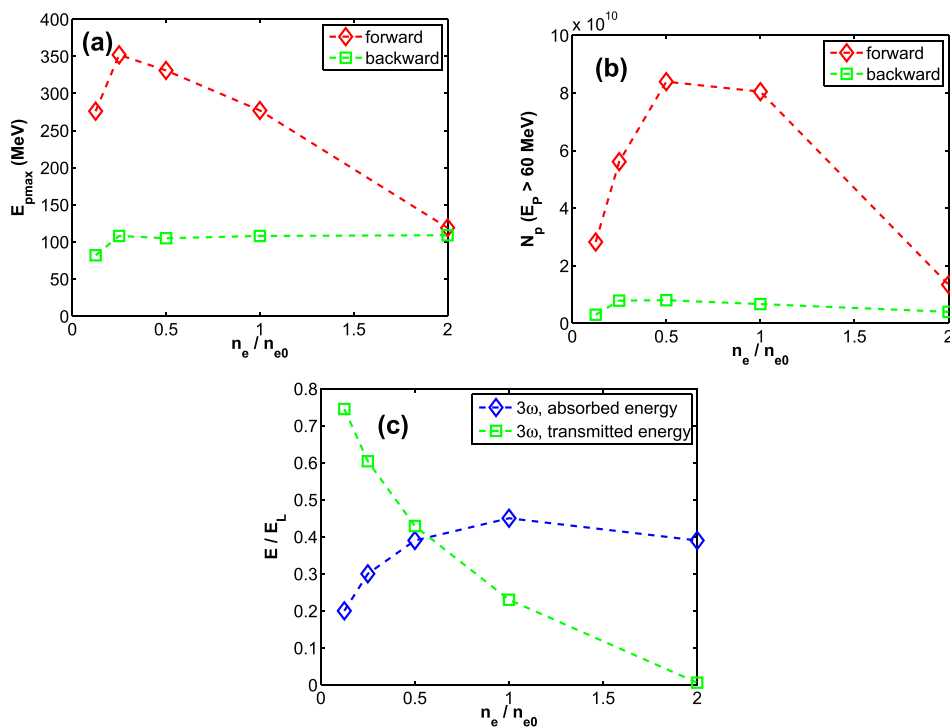 (a)
forward
backward
E_pmax (MeV)
400
350
300
250
200
150
100
50
0
0 0.5 1 1.5 2
n_e / n_e0
x 10^10
(b)
forward
backward
N_p (E_P > 60 MeV)
10
8
6
4
2
0
0 0.5 1 1.5 2
n_e / n_e0
(c)
3ω, absorbed energy
3ω, transmitted energy
E / E_L
0.8
0.7
0.6
0.5
0.4
0.3
0.2
0.1
0
0 0.5 1 1.5 2
n_e / n_e0